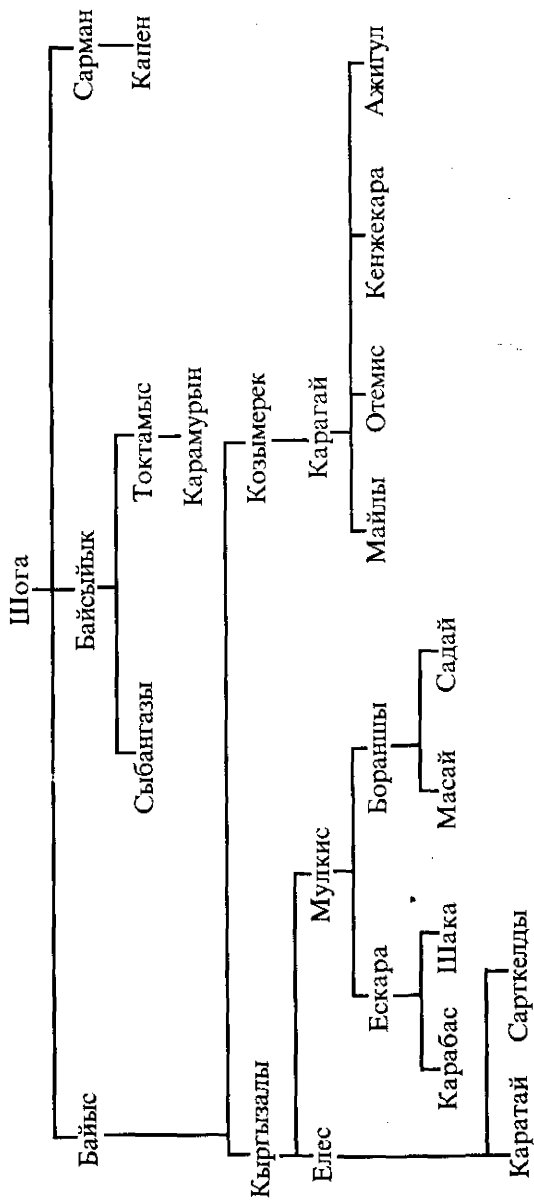 Шога
Байыс Байсыйык Сарман
Сыбангазы Токтамыс Капен
Карамурын
Кыргызалы Козымерек
Елес Мулкис Карагай
Ескара Бораншы Майлы Отемис Кенжекара Ажигул
Карабас Шака Масай Садай
Каратай Сарткелды